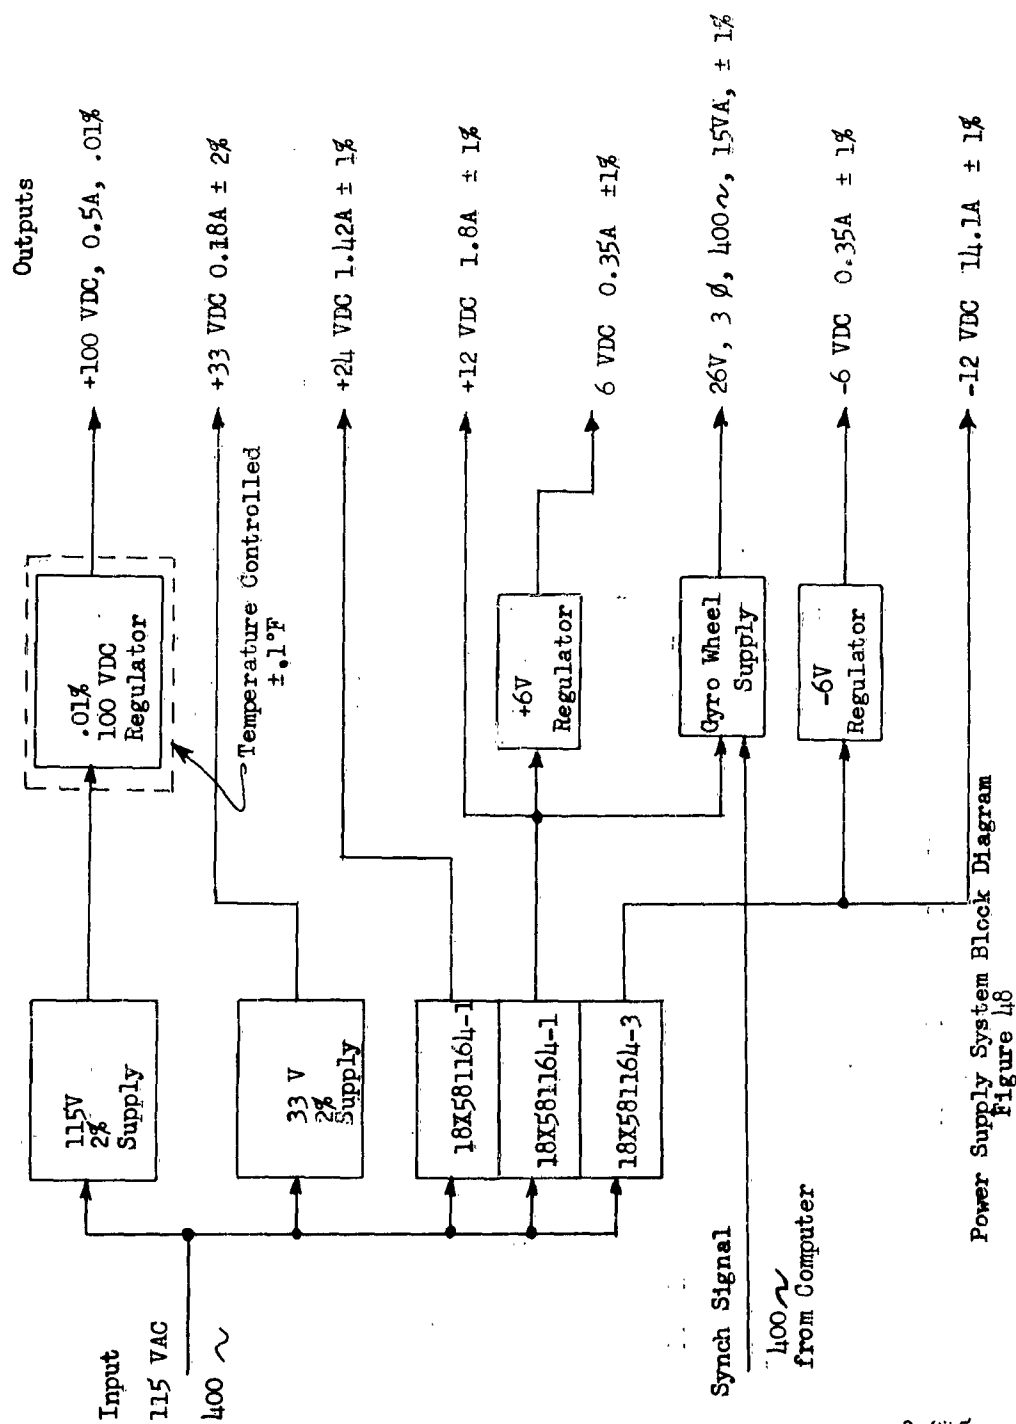 Input
115 VAC
400 ~
Synch Signal
400 ~
from Computer
115V
2%
Supply
33 V
2%
Supply
18X581164-1
18X581164-1
18X581164-3
.01%
100 VDC
Regulator
Temperature Controlled
±.1°F
+6V
Regulator
Gyro Wheel
Supply
-6V
Regulator
Outputs
+100 VDC, 0.5A, .01%
+33 VDC 0.18A ± 2%
+24 VDC 1.42A ± 1%
+12 VDC 1.8A ± 1%
6 VDC 0.35A ±1%
26V, 3 Ø, 400~, 15VA, ± 1%
-6 VDC 0.35A ± 1%
-12 VDC 14.1A ± 1%
Power Supply System Block Diagram
Figure 48